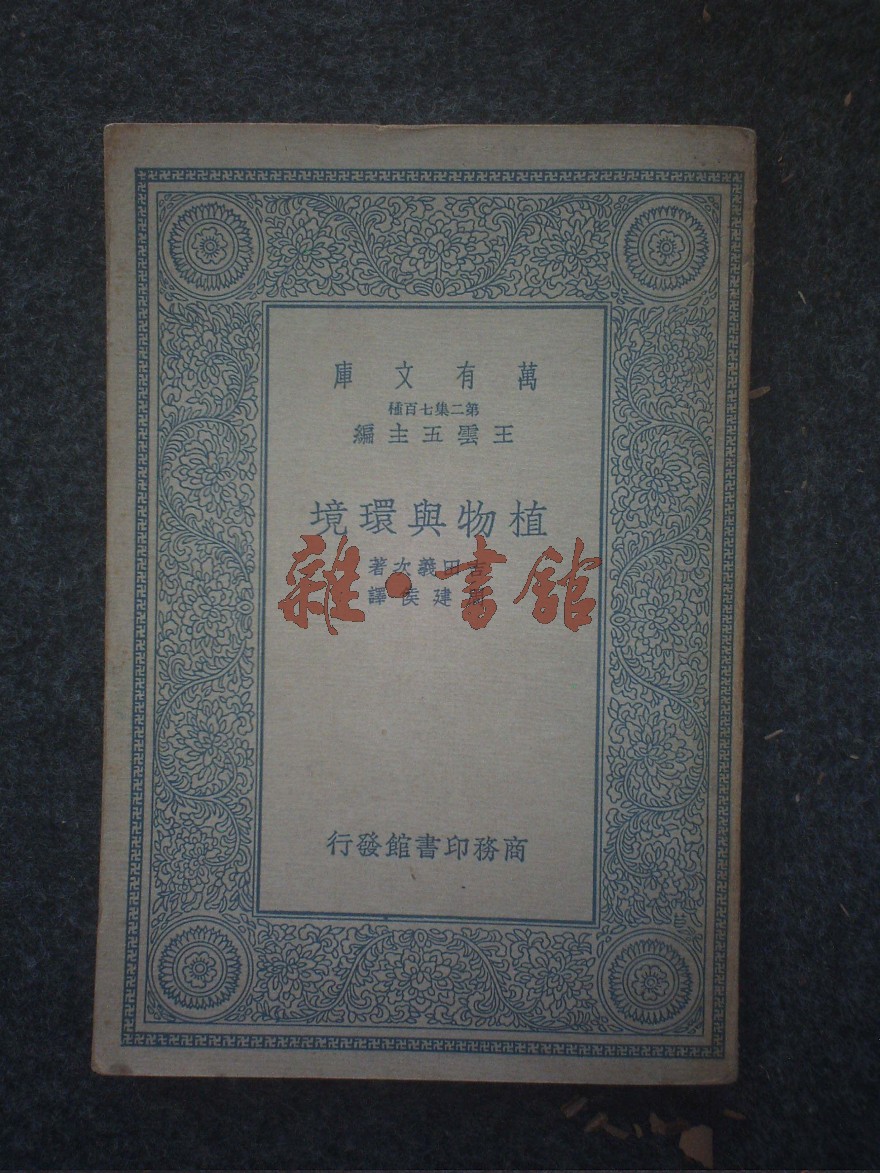 萬有文庫
第二集七百種
王雲五主編
植物與環境
田義次著
建侯譯
雜·書館
商務印書館發行